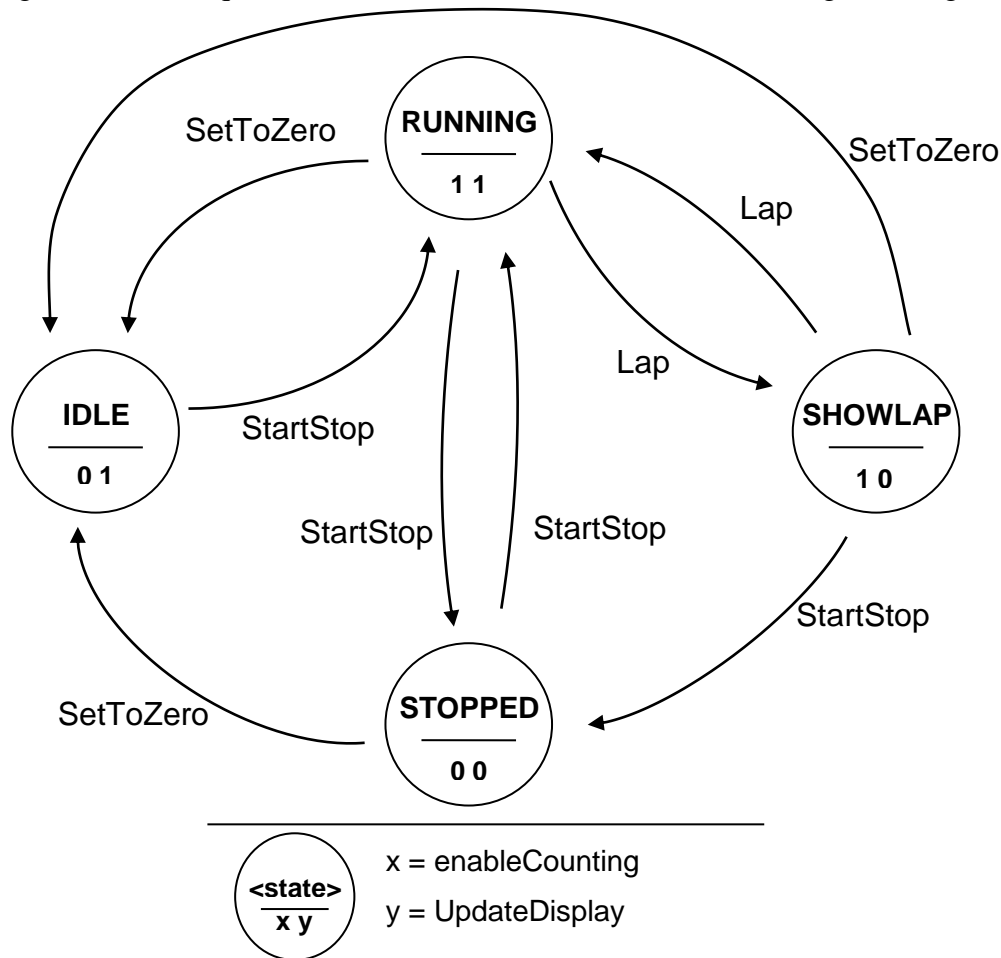 RUNNING
1 1
SetToZero
SetToZero
Lap
Lap
IDLE
0 1
StartStop
SHOWLAP
1 0
StartStop
StartStop
StartStop
STOPPED
0 0
SetToZero
<state>
x y
x = enableCounting
y = UpdateDisplay